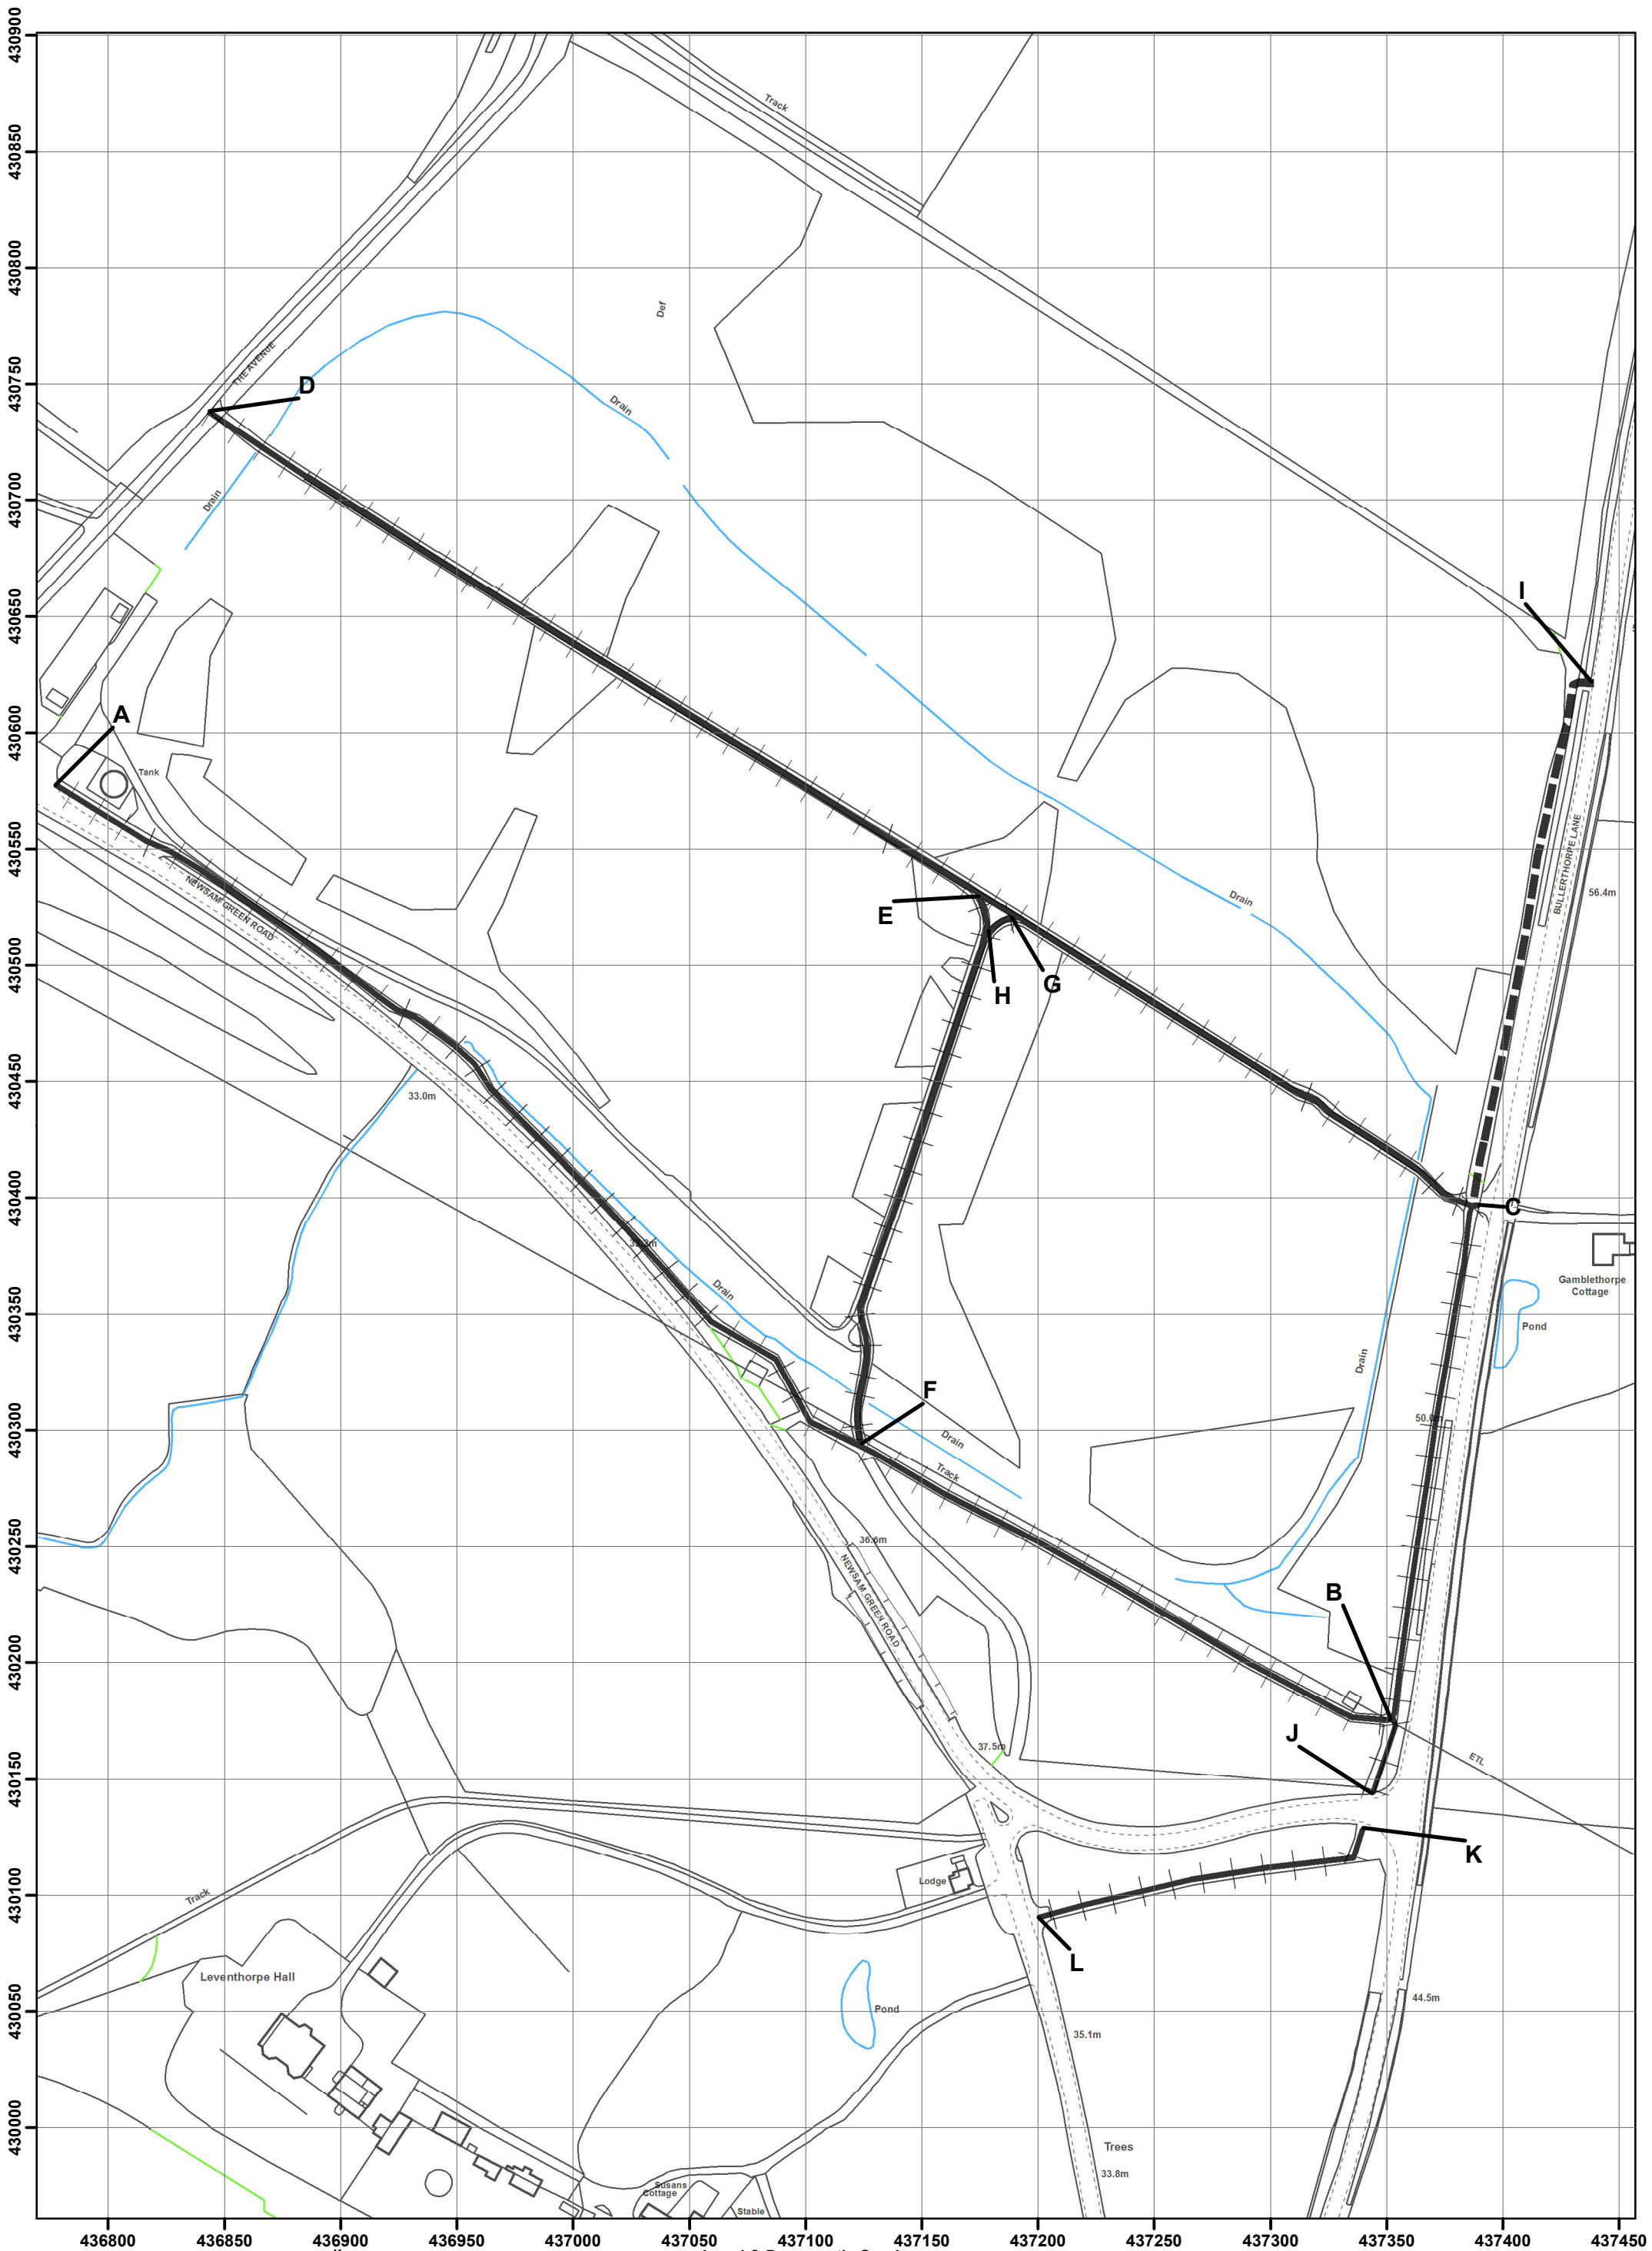 430900
Track
430850
430800
Def
430750
THE AVENUE
D
Drain
430700
Drain
430650
I
430600
A
Tank
430550
BULLERTHORPE LANE
56.4m
NEWSAM GREEN ROAD
E
Drain
430500
H
G
430450
33.0m
430400
C
Gamblethorpe
Cottage
430350
Drain
Pond
Drain
F
430300
Drain
Track
430250
36.6m
NEWSAM GREEN ROAD
B
430200
J
37.5m
ETL
430150
K
Track
Lodge
430100
L
Leventhorpe Hall
430050
Pond
44.5m
35.1m
430000
Trees
33.8m
Susans
Cottage
Stable
436800 436850 436900 436950 437000 437050 437100 437150 437200 437250 437300 437350 437400 437450